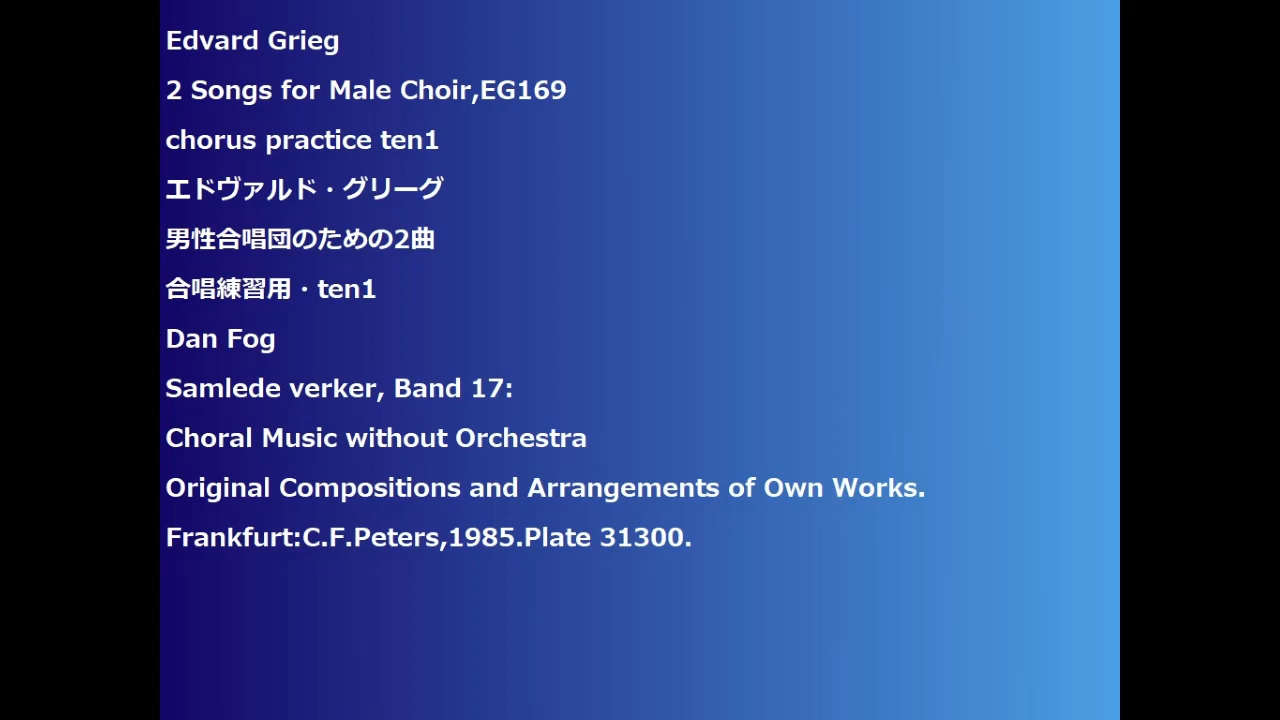 Edvard Grieg
2 Songs for Male Choir,EG169
chorus practice ten1
エドヴァルド・グリーグ
男性合唱団のための2曲
合唱練習用・ten1
Dan Fog
Samlede verker, Band 17:
Choral Music without Orchestra
Original Compositions and Arrangements of Own Works.
Frankfurt:C.F.Peters,1985.Plate 31300.